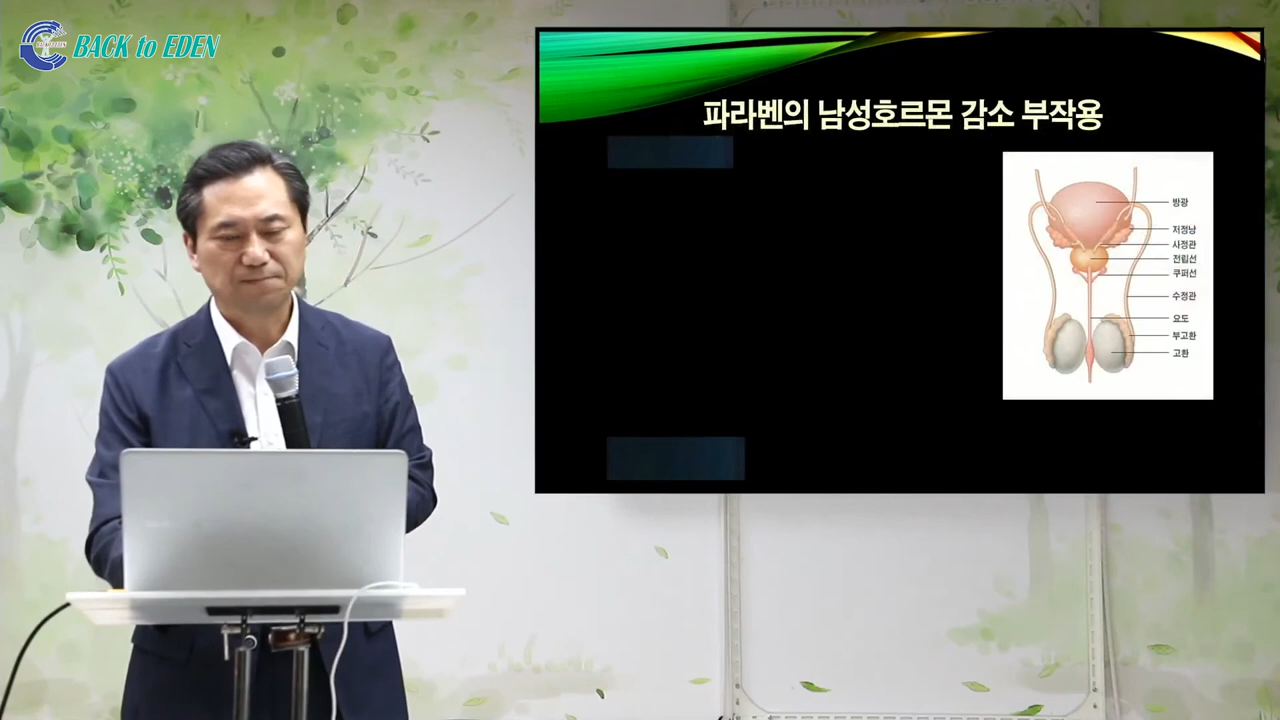 BACK to EDEN
파라벤의 남성호르몬 감소 부작용
방광
저정낭
사정관
전립선
쿠퍼선
수정관
요도
부고환
고환